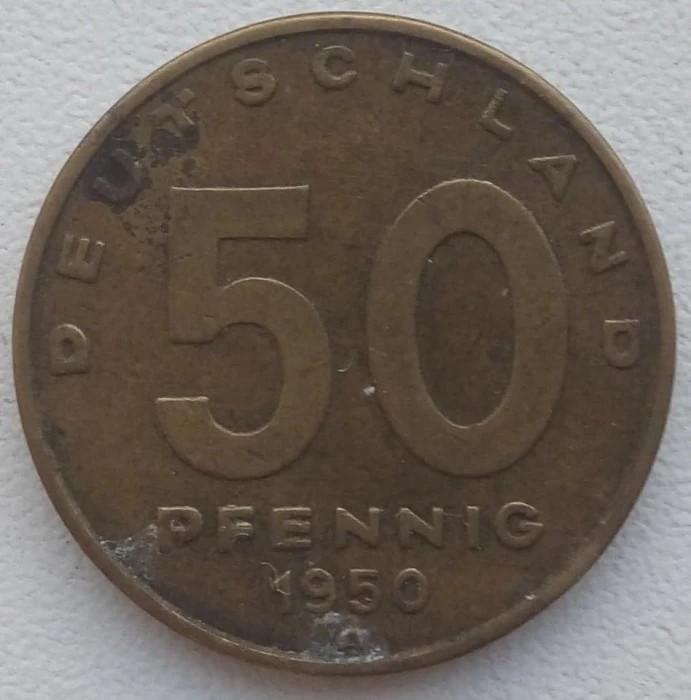 DEUTSCHLAND
50
PFENNIG
1950
A